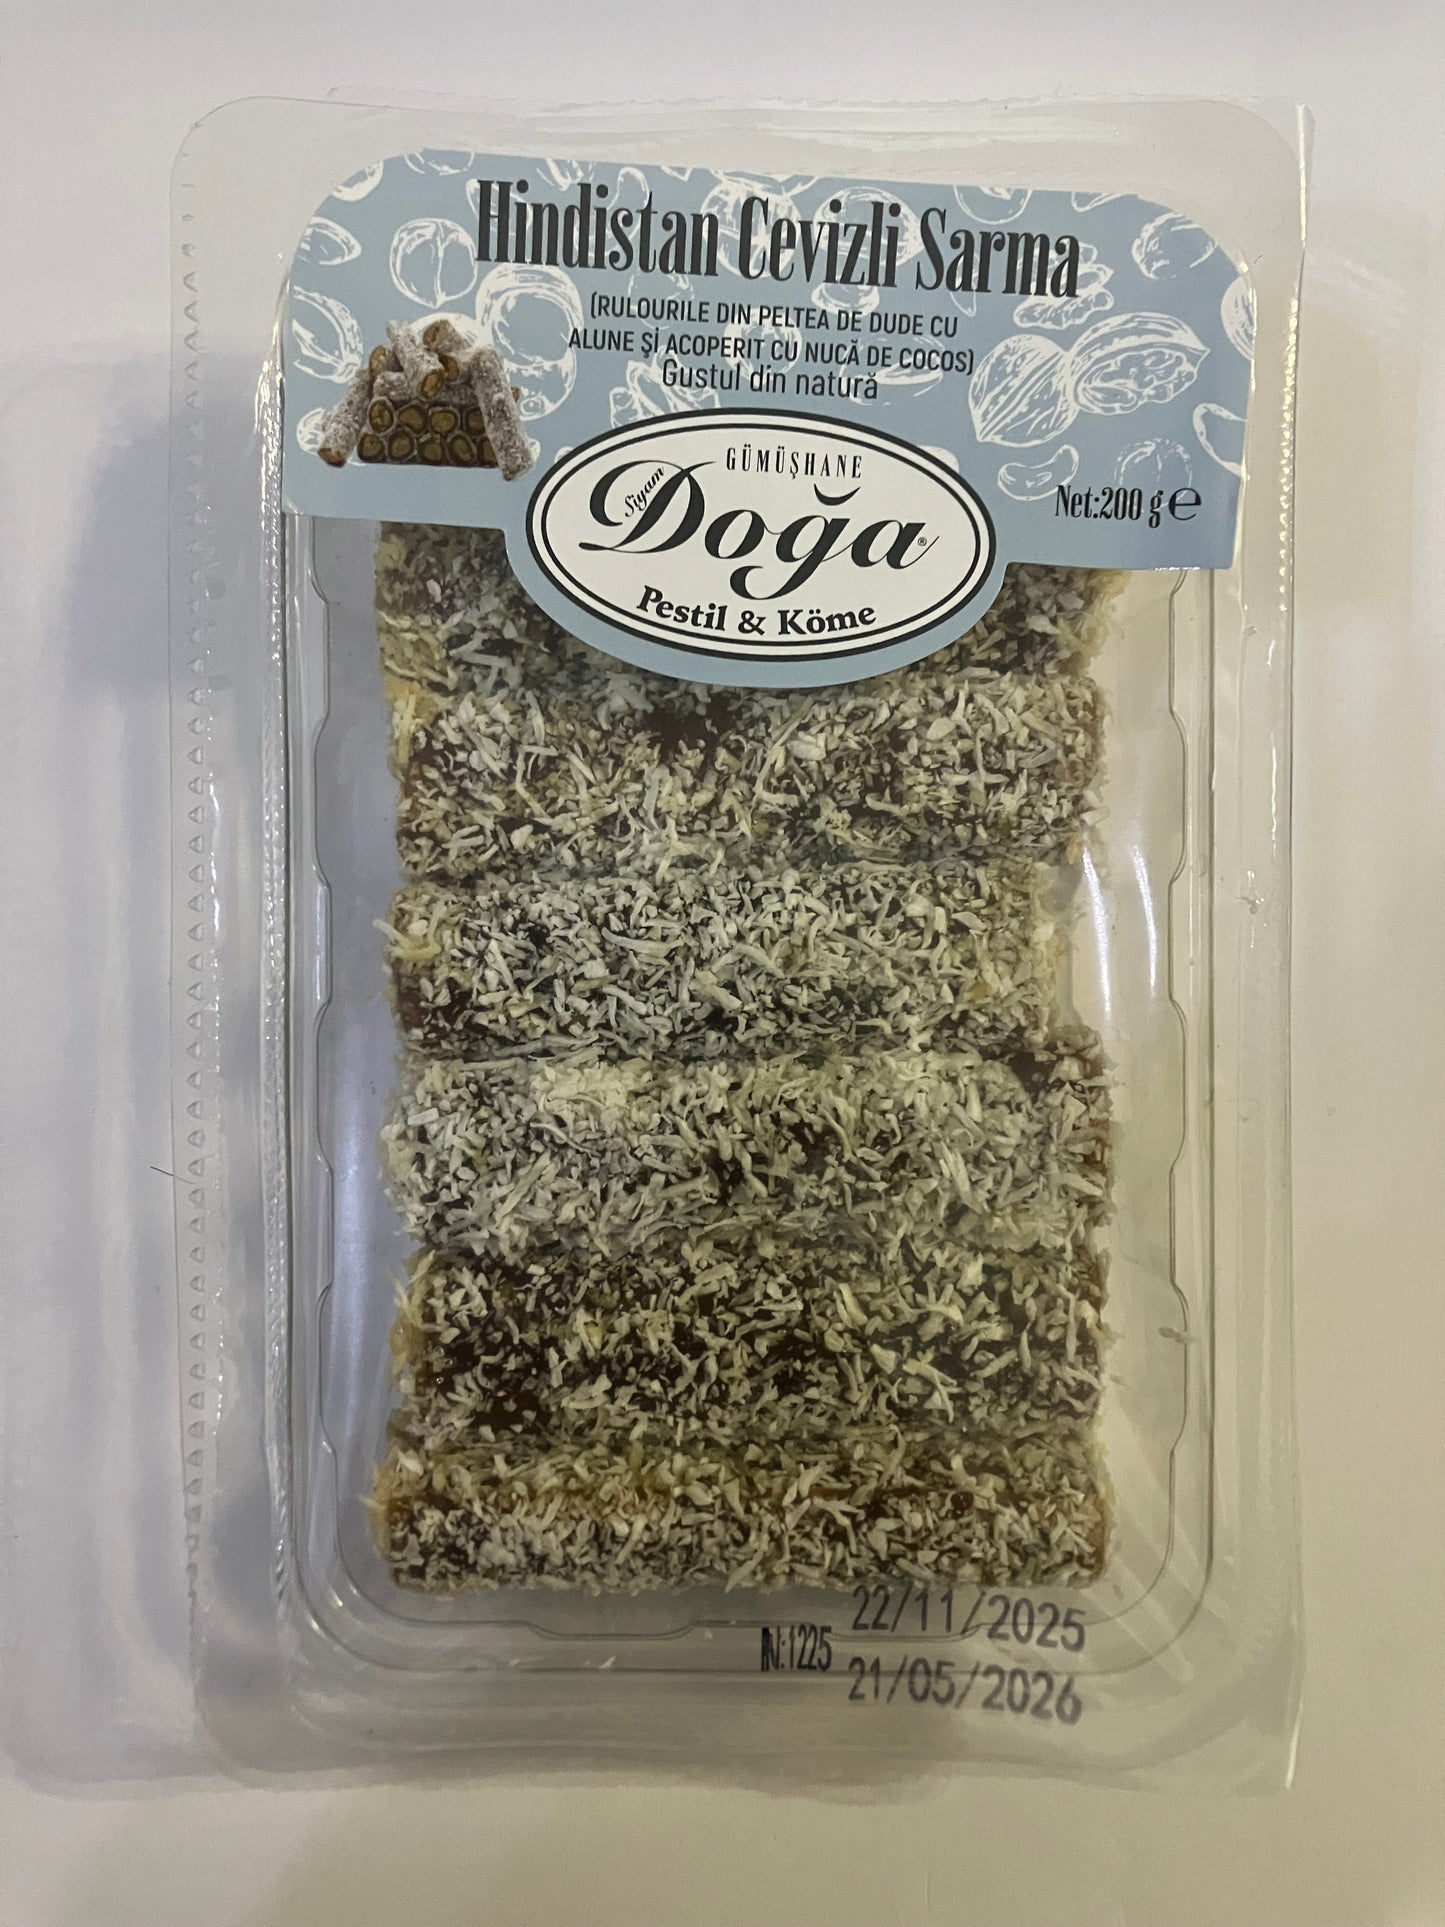 Hindistan Cevizli Sarma
(RULOURILE DIN PELTEA DE DUDE CU
ALUNE Şİ ACOPERIT CU NUCĂ DE COCOS)
Gustul din natură
GÜMÜŞHANE
Siyam
Doğa®
Pestil & Köme
Net:200 g e
22/11/2025
N:1225
21/05/2026